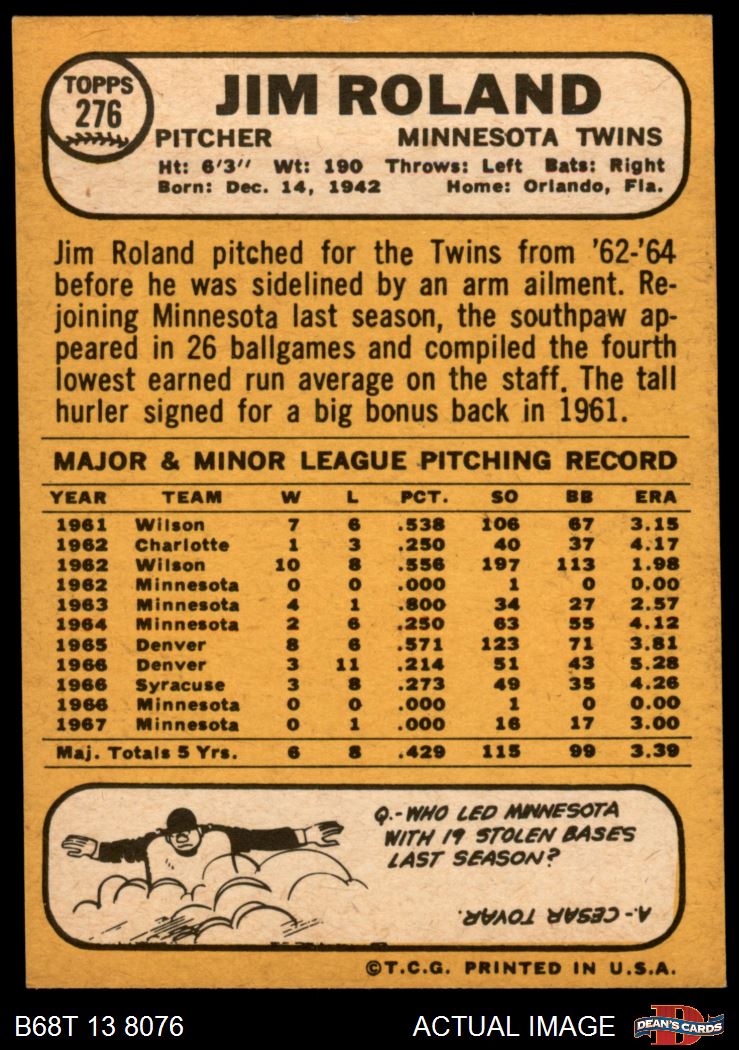 TOPPS
276
JIM ROLAND
PITCHER MINNESOTA TWINS
Ht: 6'3" Wt: 190 Throws: Left Bats: Right
Born: Dec. 14, 1942 Home: Orlando, Fla.
Jim Roland pitched for the Twins from '62-'64
before he was sidelined by an arm ailment. Re-
joining Minnesota last season, the southpaw ap-
peared in 26 ballgames and compiled the fourth
lowest earned run average on the staff. The tall
hurler signed for a big bonus back in 1961.
MAJOR & MINOR LEAGUE PITCHING RECORD
YEAR TEAM W L PCT. SO BB ERA
1961 Wilson 7 6 .538 106 67 3.15
1962 Charlotte 1 3 .250 40 37 4.17
1962 Wilson 10 8 .556 197 113 1.98
1962 Minnesota 0 0 .000 1 0 0.00
1963 Minnesota 4 1 .800 34 27 2.57
1964 Minnesota 2 6 .250 63 55 4.12
1965 Denver 8 6 .571 123 71 3.81
1966 Denver 3 11 .214 51 43 5.28
1966 Syracuse 3 8 .273 49 35 4.26
1966 Minnesota 0 0 .000 1 0 0.00
1967 Minnesota 0 1 .000 16 17 3.00
Maj. Totals 5 Yrs. 6 8 .429 115 99 3.39
Q.-WHO LED MINNESOTA
WITH 19 STOLEN BASES
LAST SEASON?
A.-CESAR TOVAR.
©T.C.G. PRINTED IN U.S.A.
B68T 13 8076 ACTUAL IMAGE
DEAN'S CARDS